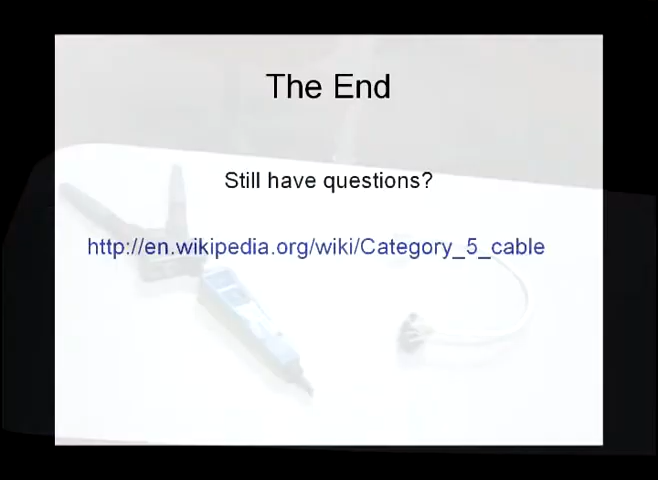 The End
Still have questions?
http://en.wikipedia.org/wiki/Category_5_cable